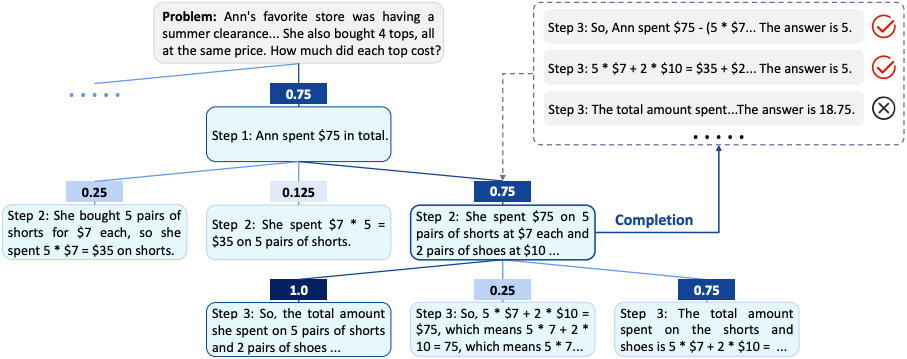 Problem: Ann's favorite store was having a
summer clearance... She also bought 4 tops, all
at the same price. How much did each top cost?
Step 3: So, Ann spent $75 - (5 * $7... The answer is 5.
Step 3: 5 * $7 + 2 * $10 = $35 + $2... The answer is 5.
Step 3: The total amount spent...The answer is 18.75.
.....
.....
0.75
Step 1: Ann spent $75 in total.
0.25
Step 2: She bought 5 pairs of
shorts for $7 each, so she
spent 5 * $7 = $35 on shorts.
0.125
Step 2: She spent $7 * 5 =
$35 on 5 pairs of shorts.
0.75
Step 2: She spent $75 on 5
pairs of shorts at $7 each and
2 pairs of shoes at $10 ...
Completion
1.0
Step 3: So, the total amount
she spent on 5 pairs of shorts
and 2 pairs of shoes ...
0.25
Step 3: So, 5 * $7 + 2 * $10 =
$75, which means 5 * 7 + 2 *
10 = 75, which means 5 * 7...
0.75
Step 3: The total amount
spent on the shorts and
shoes is 5 * $7 + 2 * $10 = ...